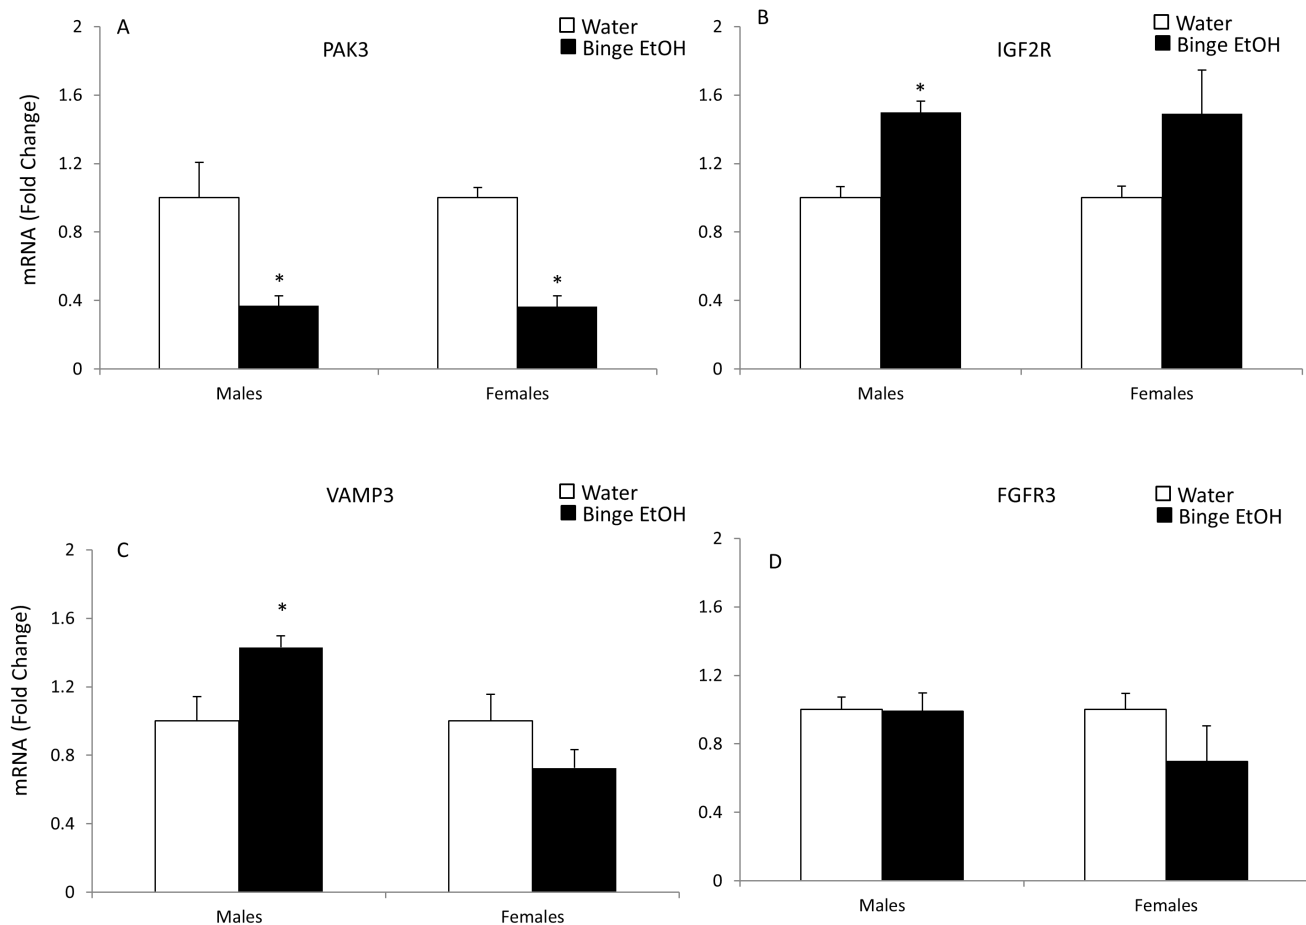 A
PAK3
Water
Binge EtOH
mRNA (Fold Change)
2
1.6
1.2
0.8
0.4
0
*
*
Males
Females
B
IGF2R
Water
Binge EtOH
2
1.6
1.2
0.8
0.4
0
*
Males
Females
VAMP3
Water
Binge EtOH
C
mRNA (Fold Change)
2
1.6
1.2
0.8
0.4
0
*
Males
Females
FGFR3
Water
Binge EtOH
D
2
1.6
1.2
0.8
0.4
0
Males
Females